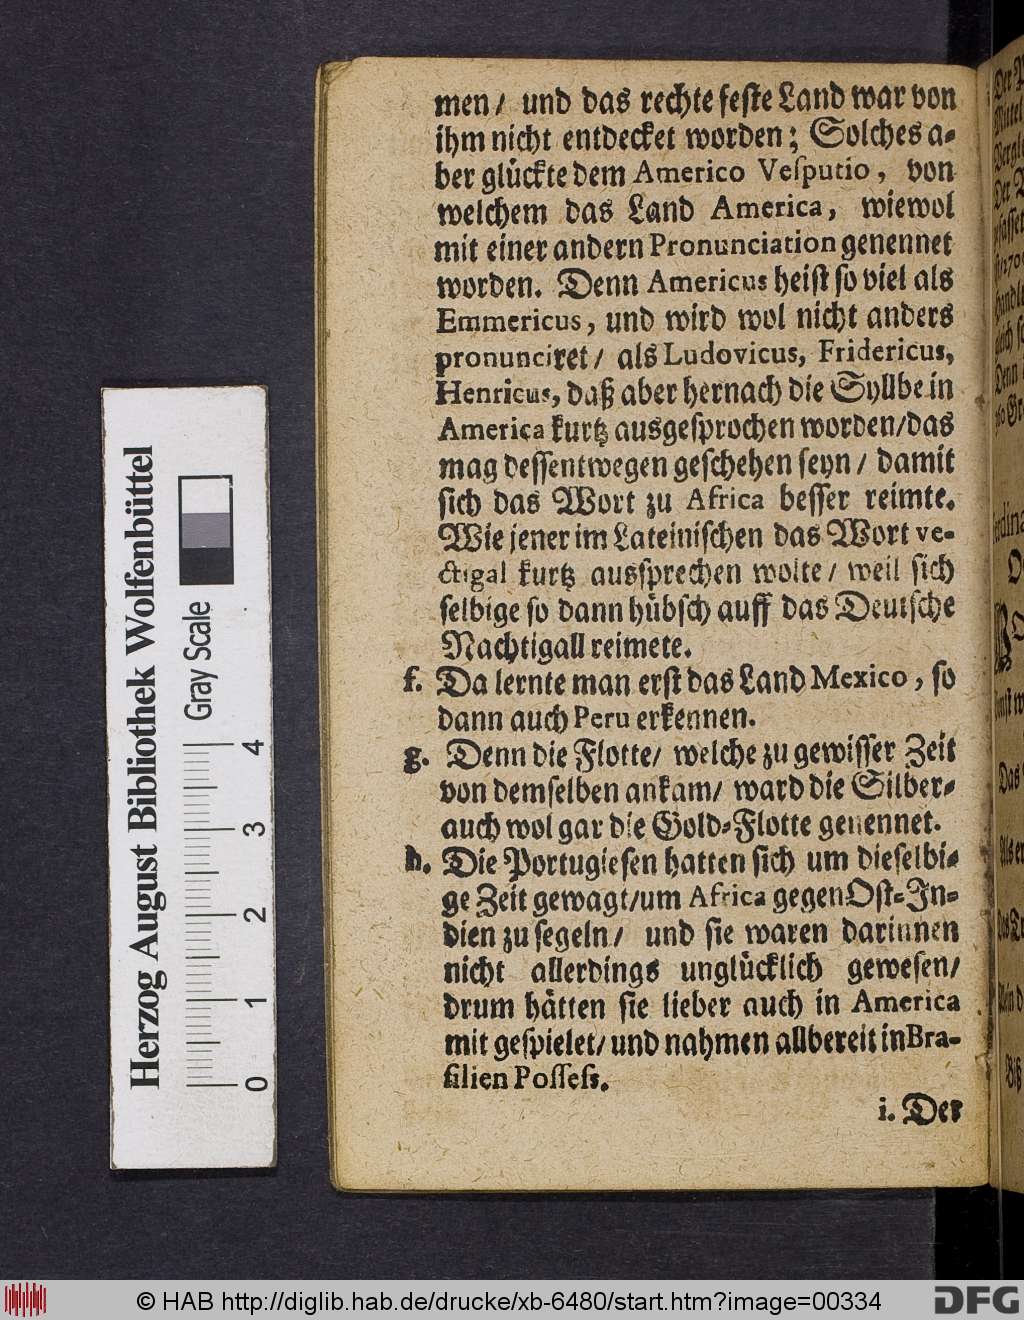 men/ und das rechte feste Land war von
ihm nicht entdecket worden; Solches a-
ber glückte dem Americo Vesputio, von
welchem das Land America, wiewol
mit einer andern Pronunciation genennet
worden. Denn Americus heist so viel als
Emmericus, und wird wol nicht anders
pronunciret/ als Ludovicus, Fridericus,
Henricus, daß aber hernach die Syllbe in
America kurtz ausgesprochen worden/das
mag dessentwegen geschehen seyn/ damit
sich das Wort zu Africa besser reimte.
Wie jener im Lateinischen das Wort ve-
ctigal kurtz aussprechen wolte/ weil sich
selbige so dann hübsch auff das Deutsche
Nachtigall reimete.
f. Da lernte man erst das Land Mexico, so
dann auch Peru erkennen.
g. Denn die Flotte/ welche zu gewisser Zeit
von demselben ankam/ ward die Silber-
auch wol gar die Gold-Flotte genennet.
h. Die Portugiesen hatten sich um dieselbi-
ge Zeit gewagt/um Africa gegen Ost-In-
dien zu segeln/ und sie waren darinnen
nicht allerdings unglücklich gewesen/
drum hätten sie lieber auch in America
mit gespielet/ und nahmen allbereit in Bra-
silien Possess.
i. Der
Herzog August Bibliothek Wolfenbüttel
Gray Scale
0 1 2 3 4
© HAB http://diglib.hab.de/drucke/xb-6480/start.htm?image=00334
DFG